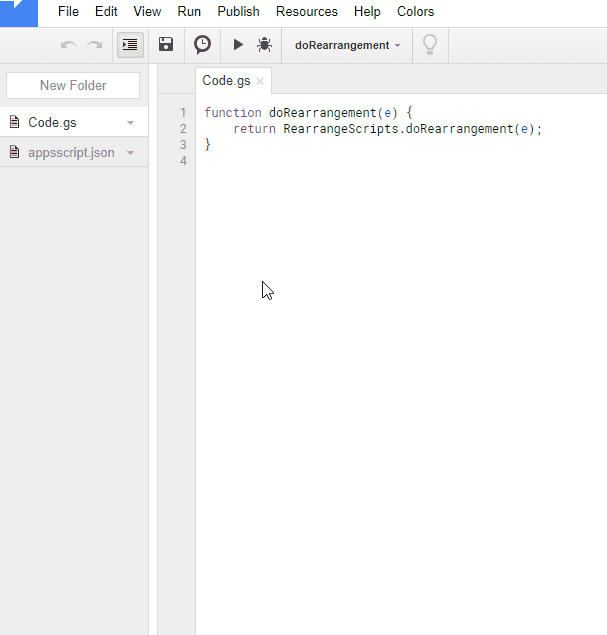 File Edit View Run Publish Resources Help Colors
doRearrangement
New Folder
Code.gs
appsscript.json
Code.gs ×
1 function doRearrangement(e) {
2     return RearrangeScripts.doRearrangement(e);
3 }
4